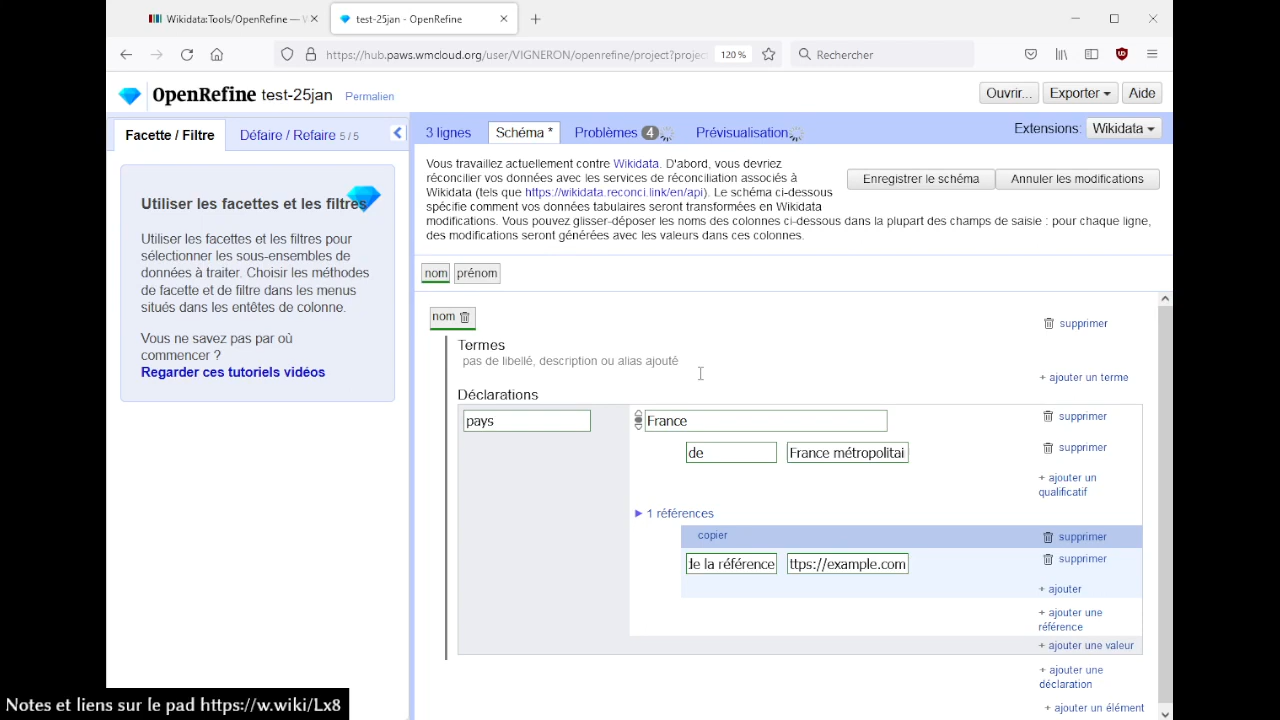 Wikidata:Tools/OpenRefine — V
test-25jan - OpenRefine
https://hub.paws.wmcloud.org/user/VIGNERON/openrefine/project?project
120 %
Rechercher
OpenRefine test-25jan Permalien
Ouvrir...
Exporter
Aide
Facette / Filtre
Défaire / Refaire 5 / 5
3 lignes
Schéma *
Problèmes 4
Prévisualisation
Extensions:
Wikidata
Utiliser les facettes et les filtres
Utiliser les facettes et les filtres pour
sélectionner les sous-ensembles de
données à traiter. Choisir les méthodes
de facette et de filtre dans les menus
situés dans les entêtes de colonne.
Vous ne savez pas par où
commencer ?
Regarder ces tutoriels vidéos
Vous travaillez actuellement contre Wikidata. D'abord, vous devriez
réconcilier vos données avec les services de réconciliation associés à
Wikidata (tels que https://wikidata.reconci.link/en/api). Le schéma ci-dessous
spécifie comment vos données tabulaires seront transformées en Wikidata
modifications. Vous pouvez glisser-déposer les noms des colonnes ci-dessous dans la plupart des champs de saisie : pour chaque ligne,
des modifications seront générées avec les valeurs dans ces colonnes.
Enregistrer le schéma
Annuler les modifications
nom
prénom
nom
supprimer
Termes
pas de libellé, description ou alias ajouté
+ ajouter un terme
Déclarations
pays
France
supprimer
de
France métropolitai
supprimer
+ ajouter un
qualificatif
1 références
copier
supprimer
de la référence
ttps://example.com
supprimer
+ ajouter
+ ajouter une
référence
+ ajouter une valeur
+ ajouter une
déclaration
+ ajouter un élément
Notes et liens sur le pad https://w.wiki/Lx8